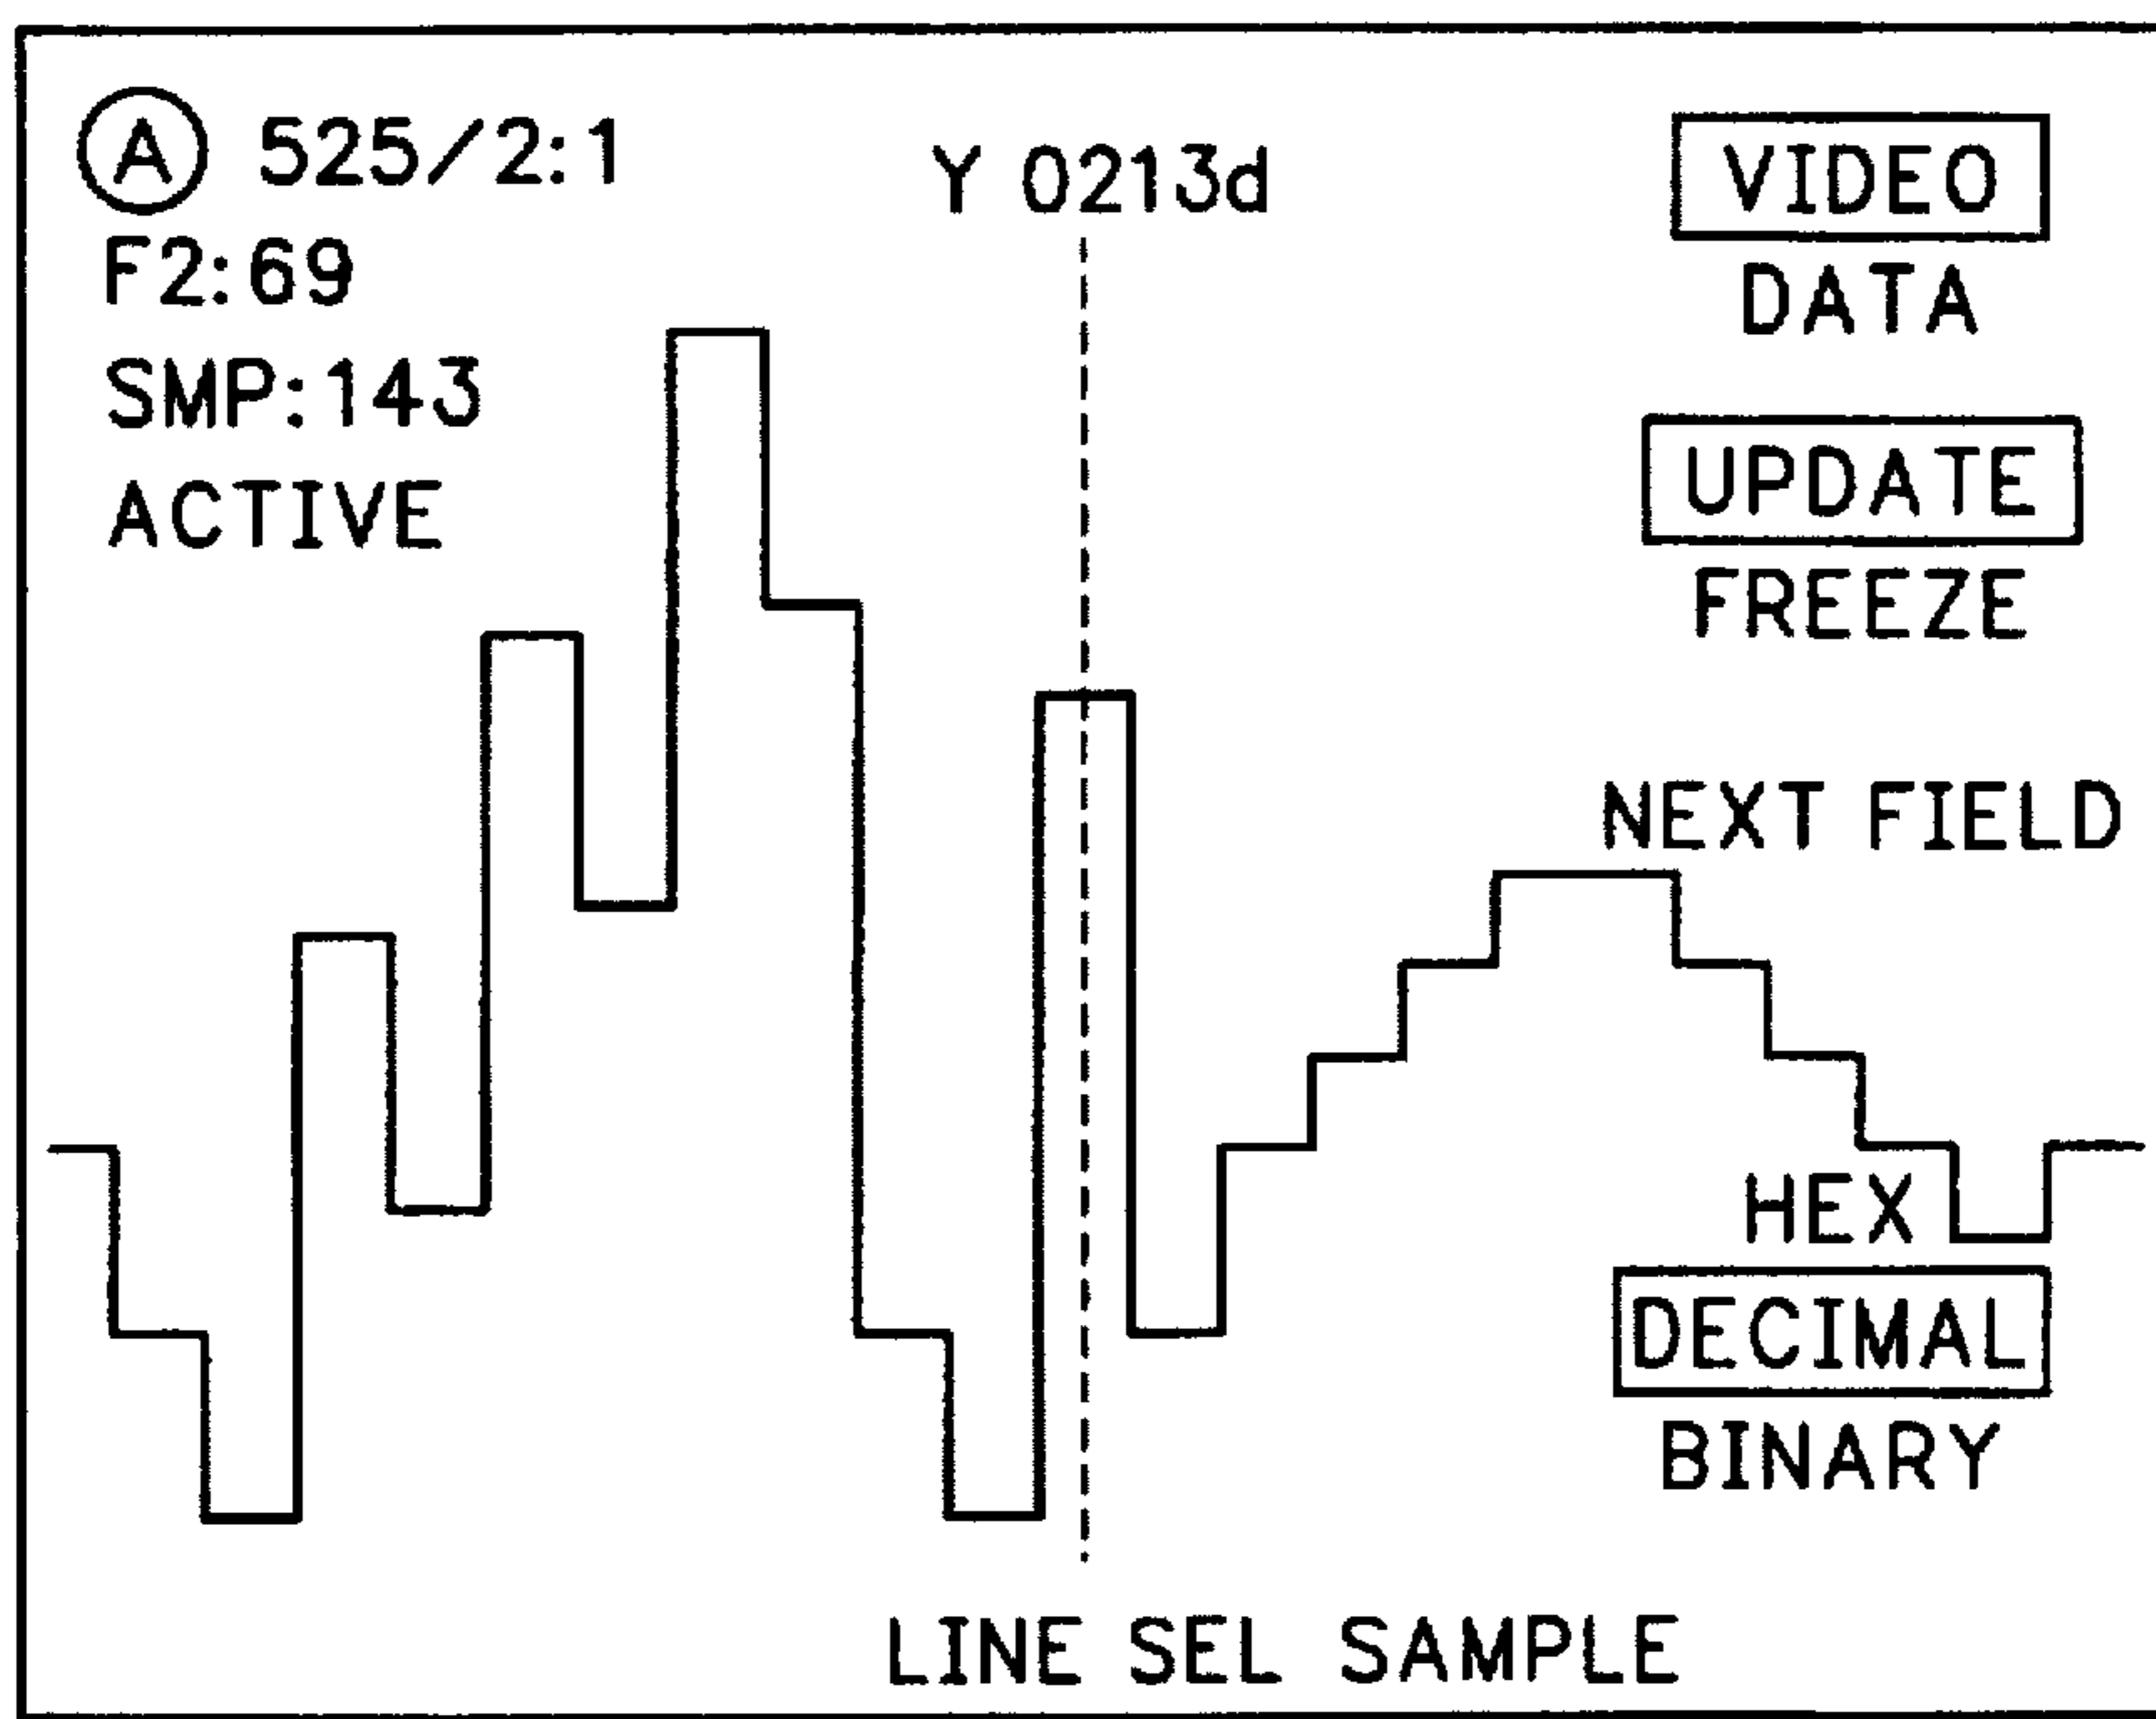 A 525/2:1
Y 0213d
VIDEO
F2:69
DATA
SMP:143
UPDATE
ACTIVE
FREEZE
NEXT FIELD
HEX
DECIMAL
BINARY
LINE SEL SAMPLE